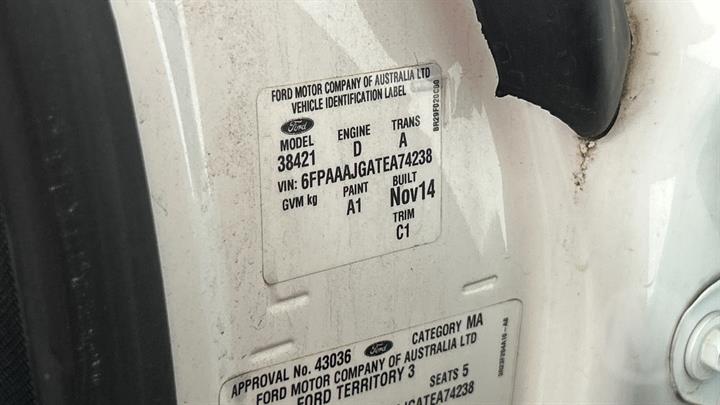 FORD MOTOR COMPANY OF AUSTRALIA LTD
VEHICLE IDENTIFICATION LABEL
Ford
MODEL ENGINE TRANS
38421 D A
VIN: 6FPAAAJGATEA74238
GVM kg PAINT BUILT
A1 Nov14
TRIM
C1
APPROVAL No. 43036 Ford CATEGORY MA
FORD MOTOR COMPANY OF AUSTRALIA LTD
FORD TERRITORY 3 SEATS 5
JGATEA74238